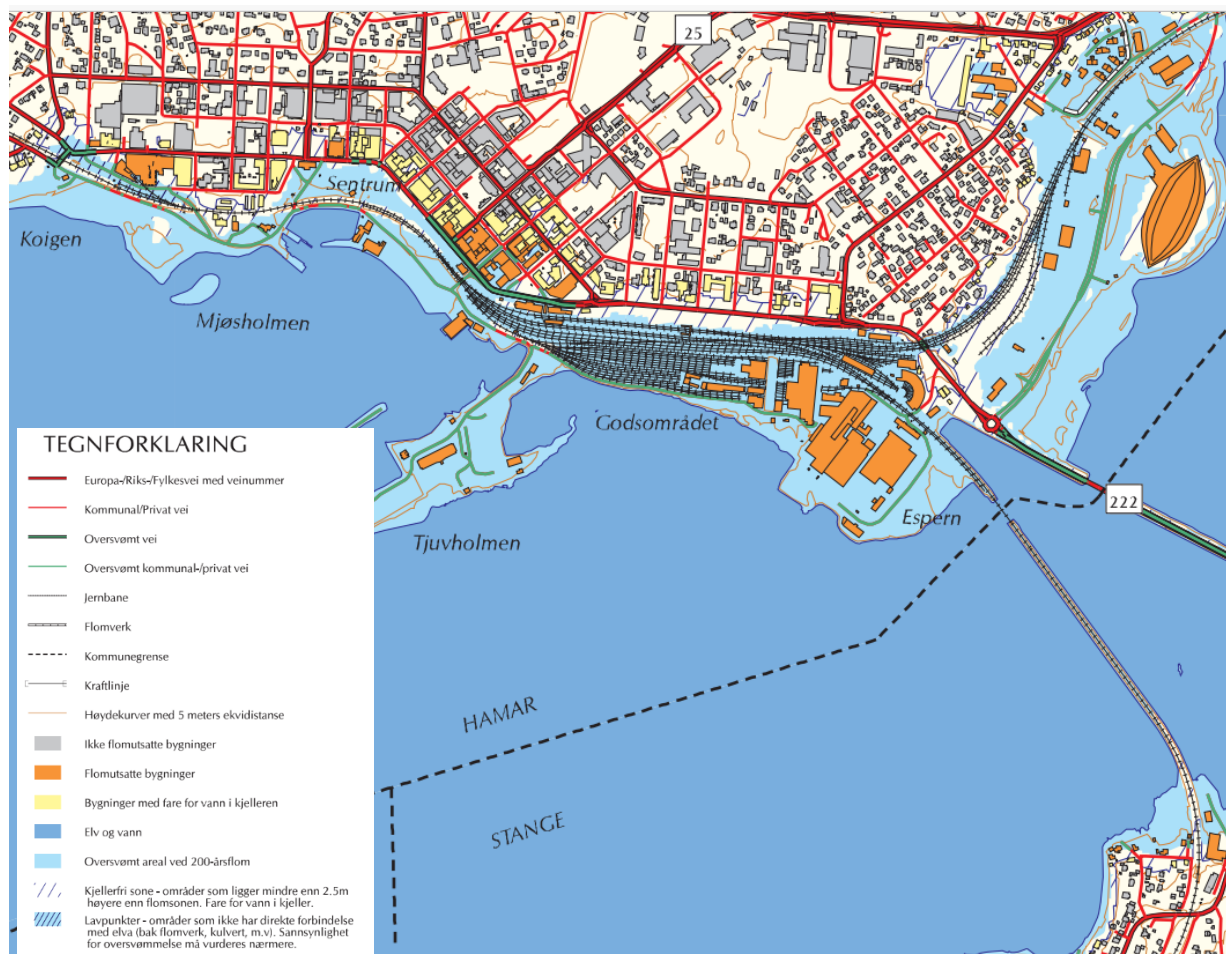 25
Sentrum
Koigen
Mjøsholmen
Godsområdet
222
Espern
Tjuvholmen
HAMAR
STANGE
TEGNFORKLARING
Europa-/Riks-/Fylkesvei med veinummer
Kommunal/Privat vei
Oversvømt vei
Oversvømt kommunal-/privat vei
Jernbane
Flomverk
Kommunegrense
Kraftlinje
Høydekurver med 5 meters ekvidistanse
Ikke flomutsatte bygninger
Flomutsatte bygninger
Bygninger med fare for vann i kjelleren
Elv og vann
Oversvømt areal ved 200-årsflom
Kjellerfri sone - områder som ligger mindre enn 2.5m
høyere enn flomsonen. Fare for vann i kjeller.
Lavpunkter - områder som ikke har direkte forbindelse
med elva (bak flomverk, kulvert, m.v). Sannsynlighet
for oversvømmelse må vurderes nærmere.